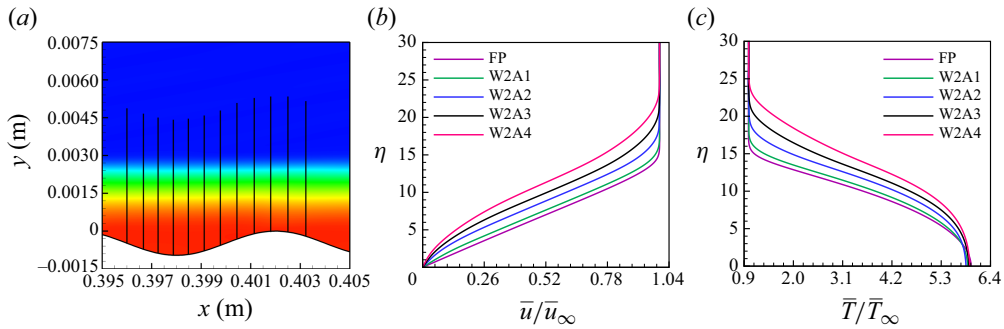 (a)
0.0075
0.0060
0.0045
0.0030
0.0015
0
−0.0015
y (m)
0.395 0.397 0.399 0.401 0.403 0.405
x (m)
(b)
30
25
20
15
10
5
η
FP
W2A1
W2A2
W2A3
W2A4
0 0.26 0.52 0.78 1.04
u̅/u̅∞
(c)
30
25
20
15
10
5
0
η
FP
W2A1
W2A2
W2A3
W2A4
0.9 2.0 3.1 4.2 5.3 6.4
T̅/T̅∞